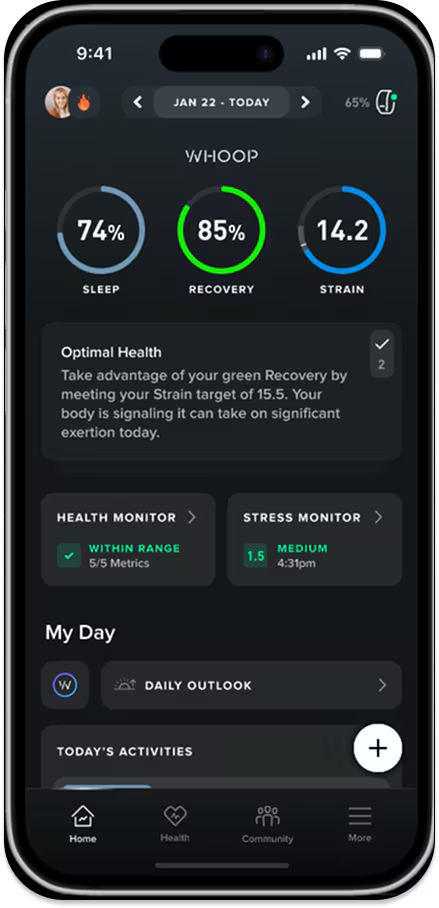 9:41
JAN 22 - TODAY
65%
WHOOP
74%
85%
14.2
SLEEP
RECOVERY
STRAIN
Optimal Health
2
Take advantage of your green Recovery by
meeting your Strain target of 15.5. Your
body is signaling it can take on significant
exertion today.
HEALTH MONITOR
WITHIN RANGE
5/5 Metrics
STRESS MONITOR
1.5
MEDIUM
4:31pm
My Day
W
DAILY OUTLOOK
TODAY'S ACTIVITIES
Home
Health
Community
More